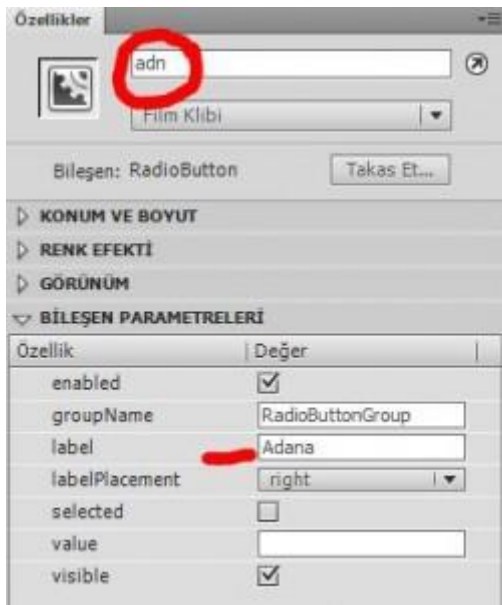 Özellikler
adn
Film Klibi
Bileşen: RadioButton Takas Et...
KONUM VE BOYUT
RENK EFEKTİ
GÖRÜNÜM
BİLEŞEN PARAMETRELERİ
Özellik Değer
enabled
groupName RadioButtonGroup
label Adana
labelPlacement right
selected
value
visible